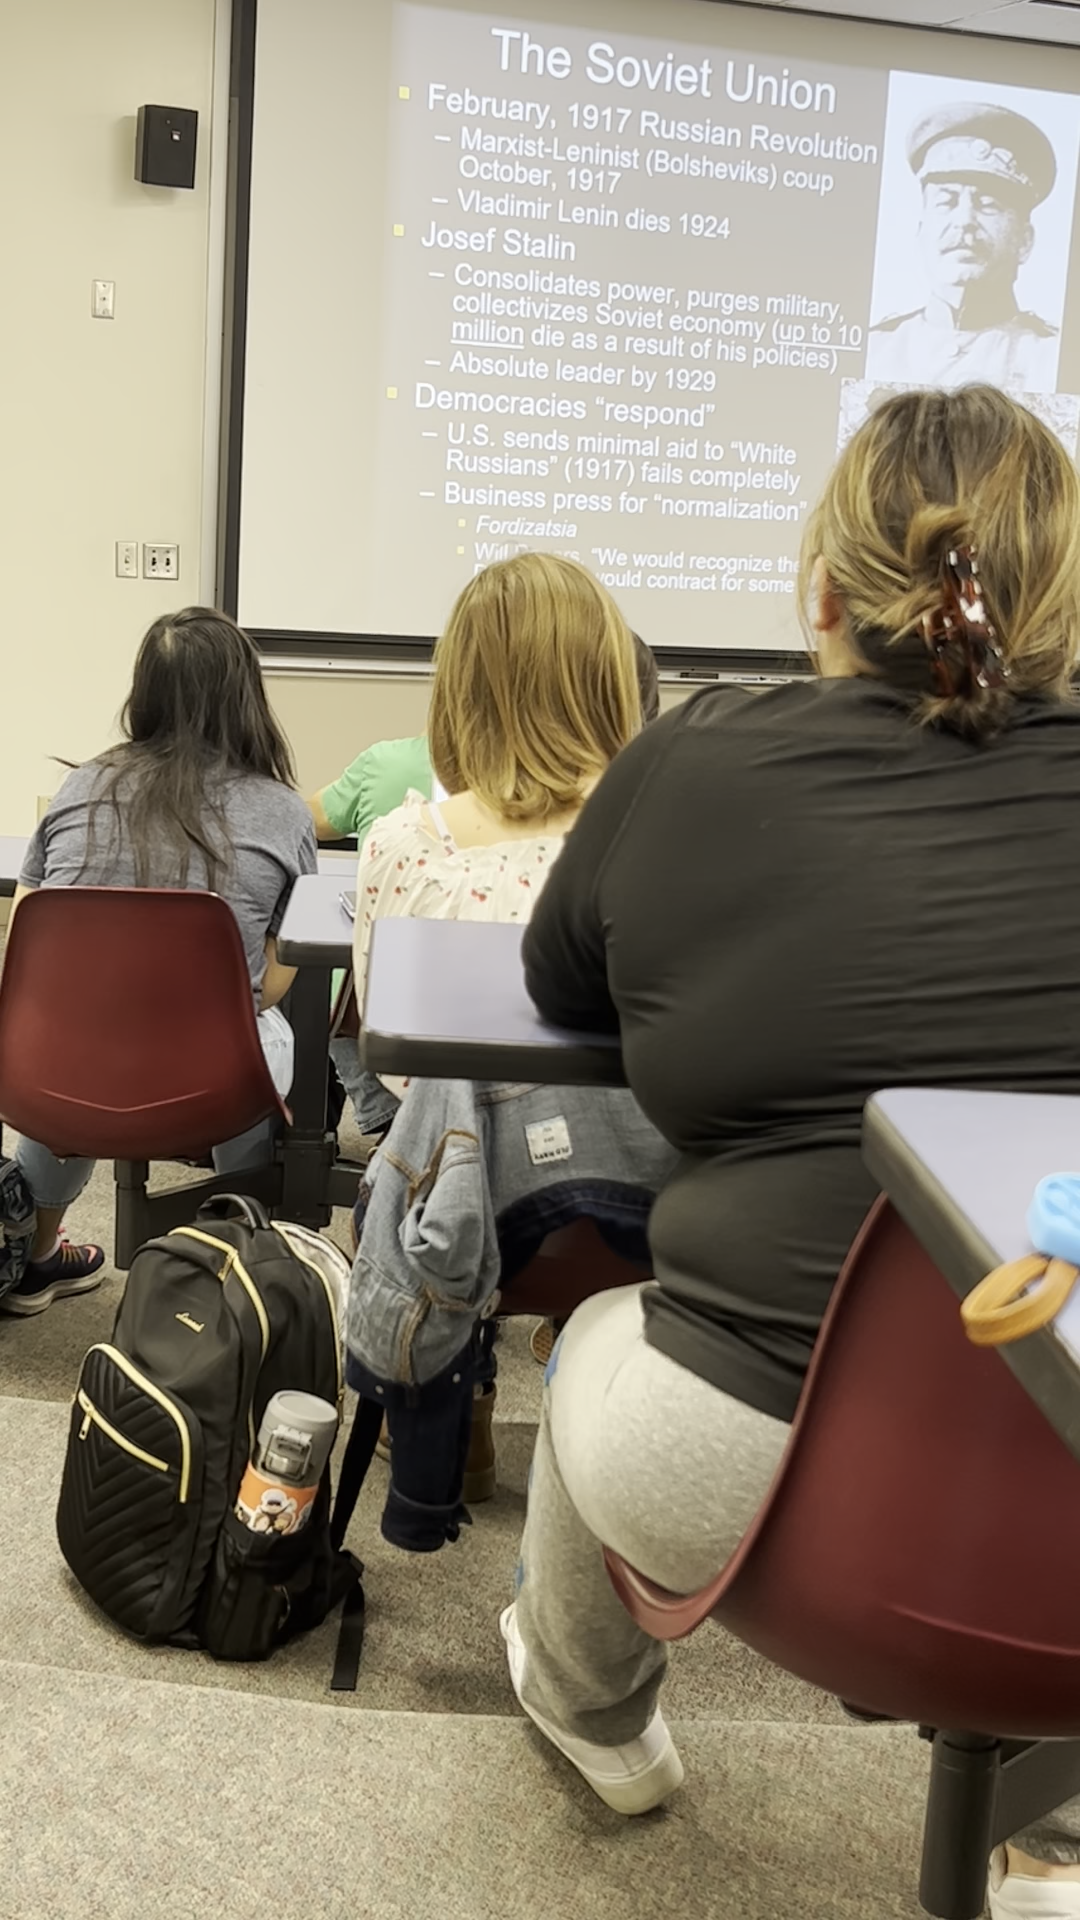 The Soviet Union
February, 1917 Russian Revolution
– Marxist-Leninist (Bolsheviks) coup
October, 1917
– Vladimir Lenin dies 1924
Josef Stalin
– Consolidates power, purges military,
collectivizes Soviet economy (up to 10
million die as a result of his policies)
– Absolute leader by 1929
Democracies “respond”
– U.S. sends minimal aid to “White
Russians” (1917) fails completely
– Business press for “normalization”
Fordizatsia
Will “We would recognize the
would contract for some
OLD NAVY